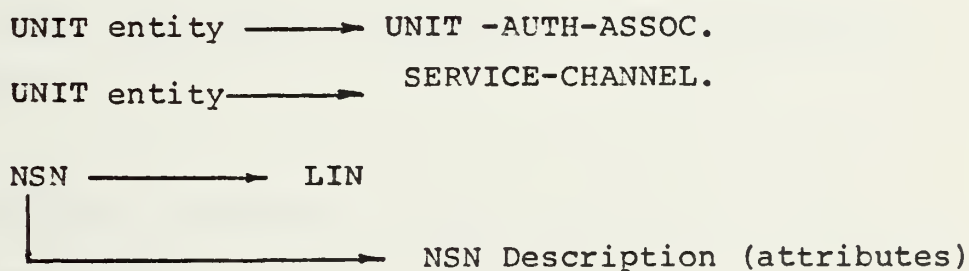 UNIT entity → UNIT -AUTH-ASSOC.
UNIT entity → SERVICE-CHANNEL.
NSN → LIN
→ NSN Description (attributes)